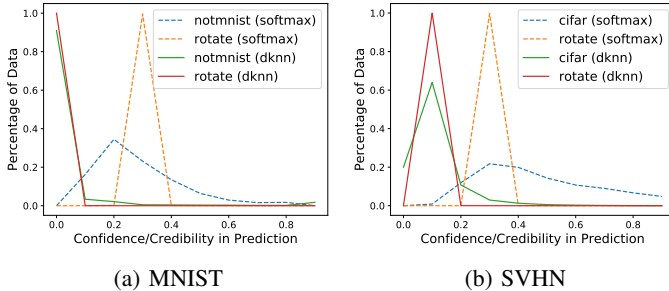 1.0
0.8
0.6
0.4
0.2
0.0
Percentage of Data
notmnist (softmax)
rotate (softmax)
notmnist (dknn)
rotate (dknn)
0.0 0.2 0.4 0.6 0.8
Confidence/Credibility in Prediction
(a) MNIST
1.0
0.8
0.6
0.4
0.2
0.0
Percentage of Data
cifar (softmax)
rotate (softmax)
cifar (dknn)
rotate (dknn)
0.0 0.2 0.4 0.6 0.8
Confidence/Credibility in Prediction
(b) SVHN